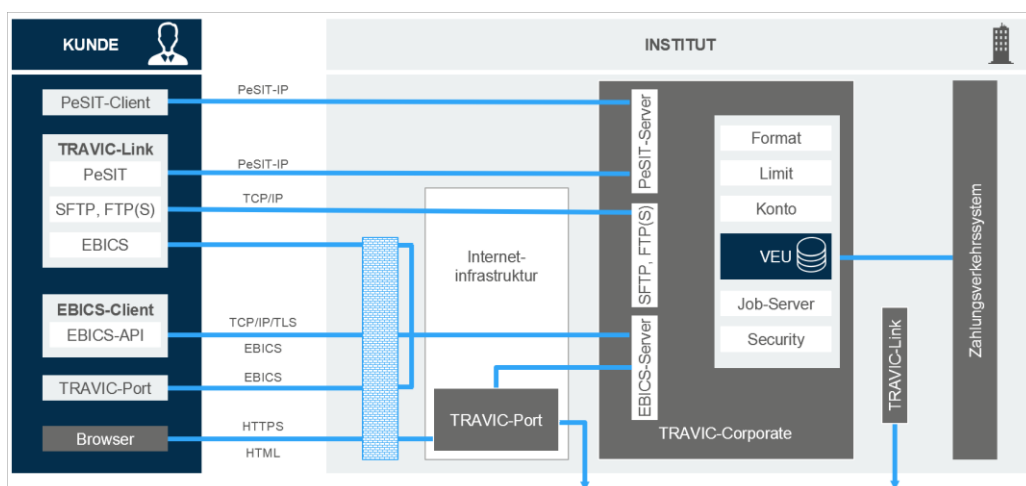 KUNDE
INSTITUT
PeSIT-Client
PeSIT-IP
TRAVIC-Link
PeSIT
PeSIT-IP
SFTP, FTP(S)
TCP/IP
EBICS
EBICS-Client
EBICS-API
TCP/IP/TLS
EBICS
TRAVIC-Port
EBICS
Browser
HTTPS
HTML
Internet-
infrastruktur
TRAVIC-Port
PeSIT-Server
SFTP, FTP(S)
EBICS-Server
Format
Limit
Konto
VEU
Job-Server
Security
TRAVIC-Corporate
TRAVIC-Link
Zahlungsverkehrssystem